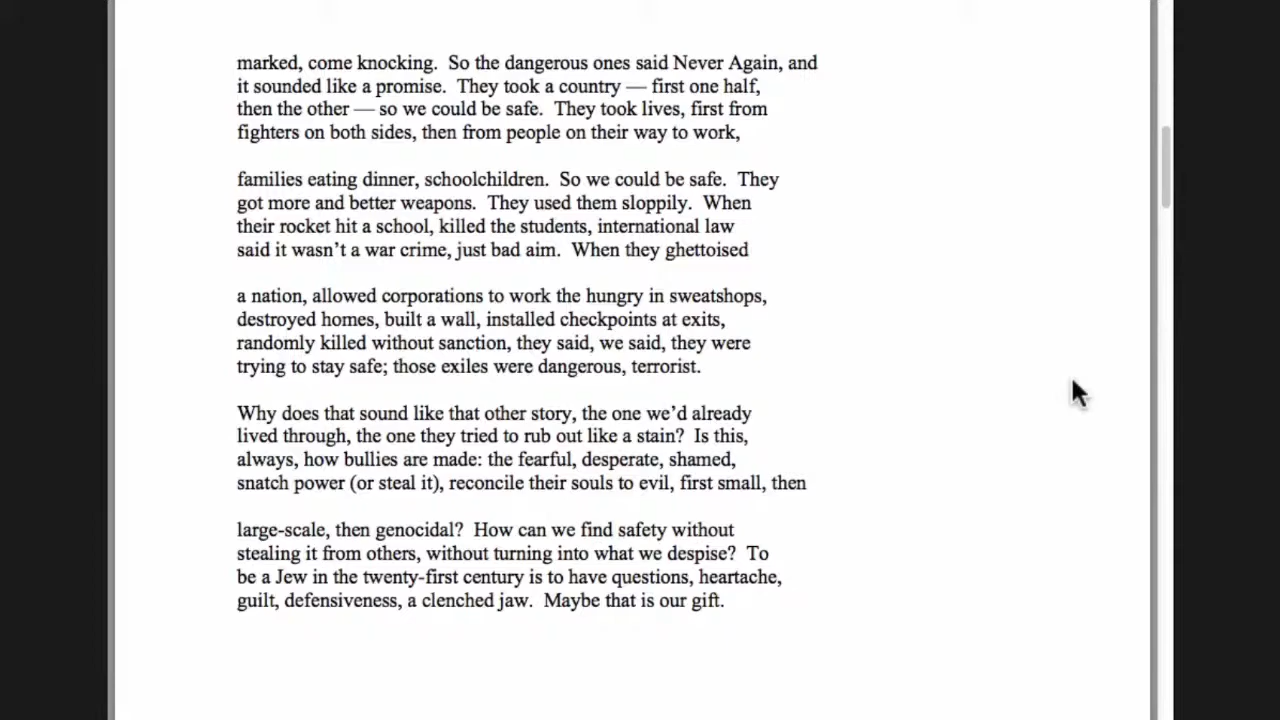 marked, come knocking.  So the dangerous ones said Never Again, and
it sounded like a promise.  They took a country — first one half,
then the other — so we could be safe.  They took lives, first from
fighters on both sides, then from people on their way to work,
families eating dinner, schoolchildren.  So we could be safe.  They
got more and better weapons.  They used them sloppily.  When
their rocket hit a school, killed the students, international law
said it wasn’t a war crime, just bad aim.  When they ghettoised
a nation, allowed corporations to work the hungry in sweatshops,
destroyed homes, built a wall, installed checkpoints at exits,
randomly killed without sanction, they said, we said, they were
trying to stay safe; those exiles were dangerous, terrorist.
Why does that sound like that other story, the one we’d already
lived through, the one they tried to rub out like a stain?  Is this,
always, how bullies are made: the fearful, desperate, shamed,
snatch power (or steal it), reconcile their souls to evil, first small, then
large-scale, then genocidal?  How can we find safety without
stealing it from others, without turning into what we despise?  To
be a Jew in the twenty-first century is to have questions, heartache,
guilt, defensiveness, a clenched jaw.  Maybe that is our gift.